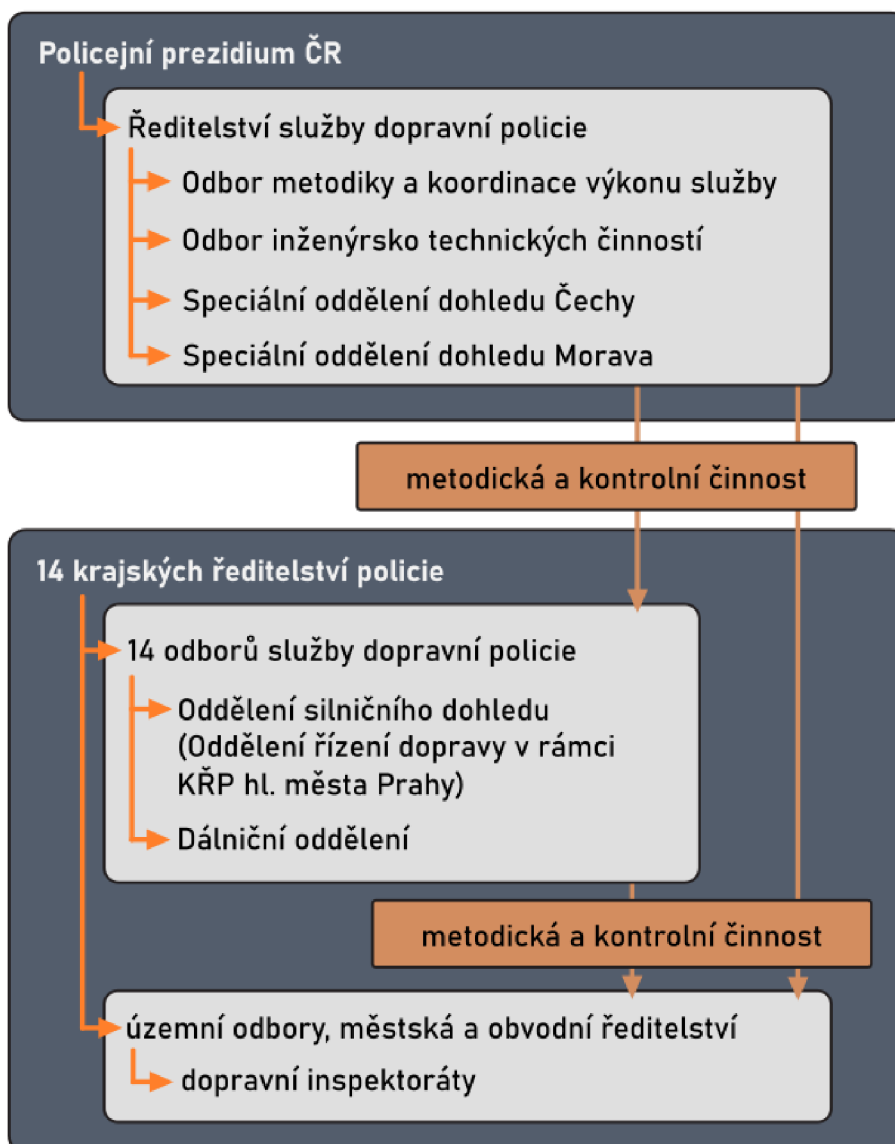 Policejní prezidium ČR
Ředitelství služby dopravní policie
Odbor metodiky a koordinace výkonu služby
Odbor inženýrsko technických činností
Speciální oddělení dohledu Čechy
Speciální oddělení dohledu Morava
metodická a kontrolní činnost
14 krajských ředitelství policie
14 odborů služby dopravní policie
Oddělení silničního dohledu
(Oddělení řízení dopravy v rámci
KŘP hl. města Prahy)
Dálniční oddělení
metodická a kontrolní činnost
územní odbory, městská a obvodní ředitelství
dopravní inspektoráty